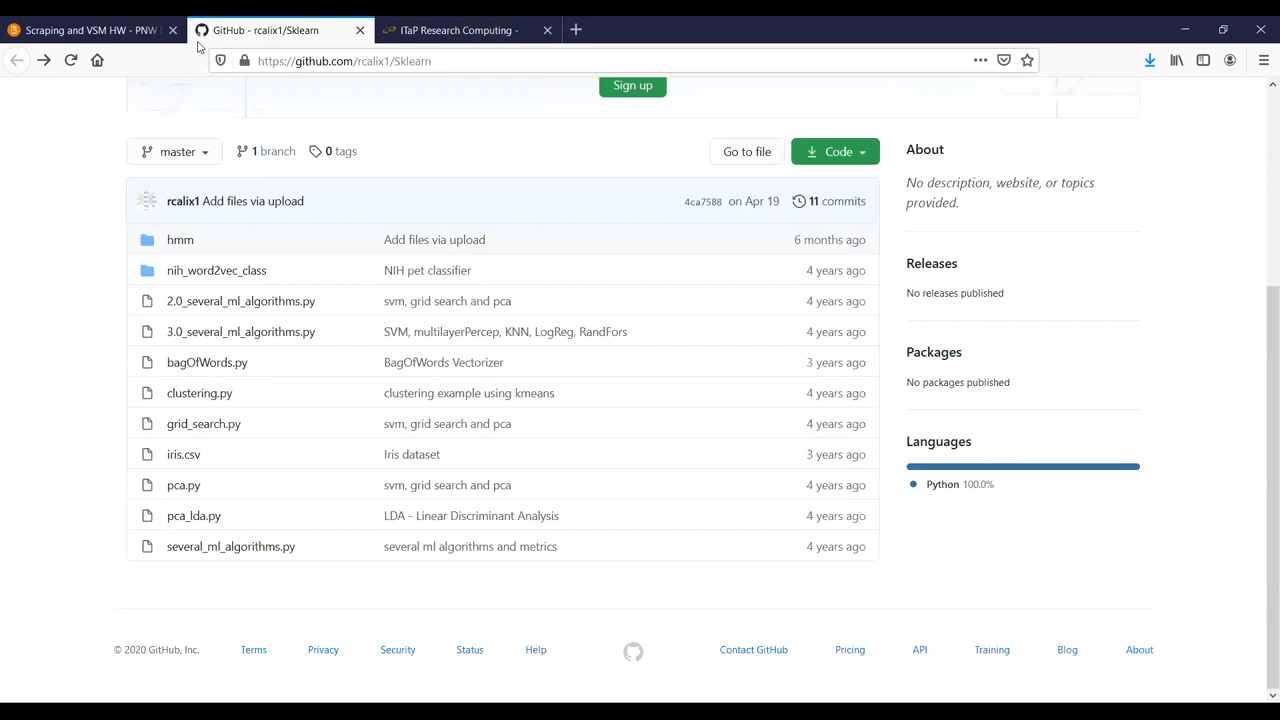 Scraping and VSM HW - PNW
GitHub - rcalix1/Sklearn
ITaP Research Computing -
https://github.com/rcalix1/Sklearn
Sign up
master
1 branch
0 tags
Go to file
Code
rcalix1 Add files via upload
4ca7588 on Apr 19
11 commits
hmm
Add files via upload
6 months ago
nih_word2vec_class
NIH pet classifier
4 years ago
2.0_several_ml_algorithms.py
svm, grid search and pca
4 years ago
3.0_several_ml_algorithms.py
SVM, multilayerPercep, KNN, LogReg, RandFors
4 years ago
bagOfWords.py
BagOfWords Vectorizer
3 years ago
clustering.py
clustering example using kmeans
4 years ago
grid_search.py
svm, grid search and pca
4 years ago
iris.csv
Iris dataset
3 years ago
pca.py
svm, grid search and pca
4 years ago
pca_lda.py
LDA - Linear Discriminant Analysis
4 years ago
several_ml_algorithms.py
several ml algorithms and metrics
4 years ago
About
No description, website, or topics
provided.
Releases
No releases published
Packages
No packages published
Languages
Python 100.0%
© 2020 GitHub, Inc.
Terms
Privacy
Security
Status
Help
Contact GitHub
Pricing
API
Training
Blog
About